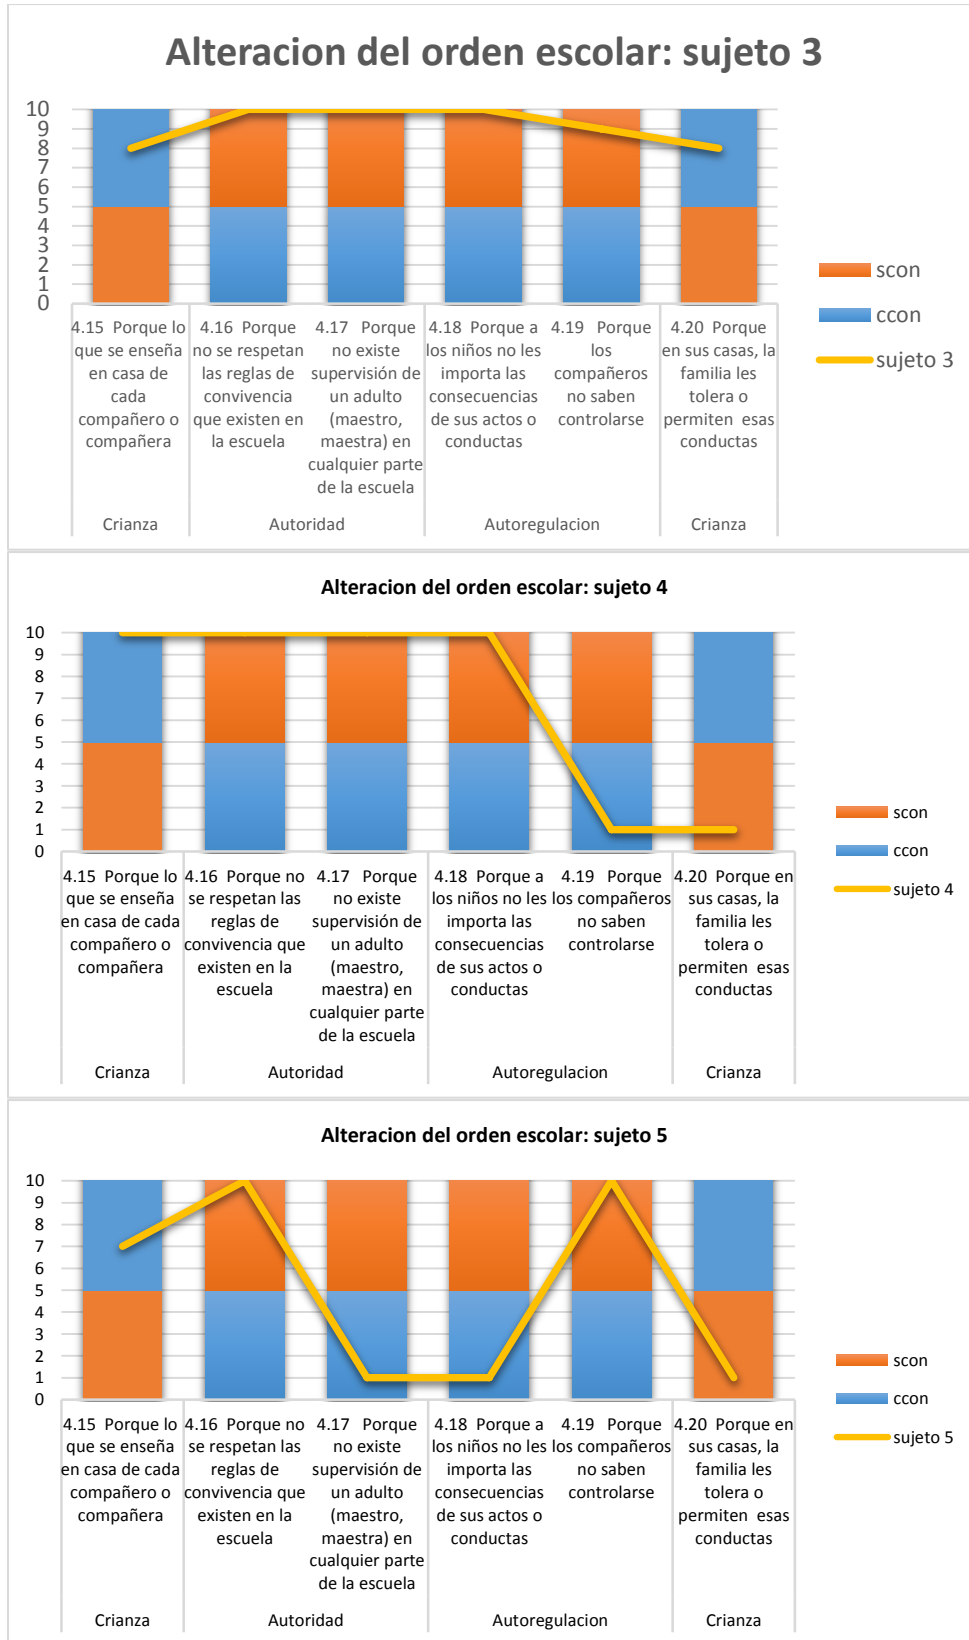 Alteracion del orden escolar: sujeto 3
10
9
8
7
6
5
4
3
2
1
0
4.15 Porque lo
que se enseña
en casa de
cada
compañero o
compañera
4.16 Porque
no se respetan
las reglas de
convivencia
que existen en
la escuela
4.17 Porque
no existe
supervisión de
un adulto
(maestro,
maestra) en
cualquier parte
de la escuela
4.18 Porque a
los niños no les
importa las
consecuencias
de sus actos o
conductas
4.19 Porque
los
compañeros
no saben
controlarse
4.20 Porque
en sus casas, la
familia les
tolera o
permiten esas
conductas
Crianza
Autoridad
Autoregulacion
Crianza
scon
ccon
sujeto 3
Alteracion del orden escolar: sujeto 4
10
9
8
7
6
5
4
3
2
1
0
4.15 Porque lo
que se enseña
en casa de cada
compañero o
compañera
4.16 Porque no
se respetan las
reglas de
convivencia que
existen en la
escuela
4.17 Porque
no existe
supervisión de
un adulto
(maestro,
maestra) en
cualquier parte
de la escuela
4.18 Porque a
los niños no les
importa las
consecuencias
de sus actos o
conductas
4.19 Porque
los compañeros
no saben
controlarse
4.20 Porque en
sus casas, la
familia les
tolera o
permiten esas
conductas
Crianza
Autoridad
Autoregulacion
Crianza
scon
ccon
sujeto 4
Alteracion del orden escolar: sujeto 5
10
9
8
7
6
5
4
3
2
1
0
4.15 Porque lo
que se enseña
en casa de cada
compañero o
compañera
4.16 Porque no
se respetan las
reglas de
convivencia que
existen en la
escuela
4.17 Porque
no existe
supervisión de
un adulto
(maestro,
maestra) en
cualquier parte
de la escuela
4.18 Porque a
los niños no les
importa las
consecuencias
de sus actos o
conductas
4.19 Porque
los compañeros
no saben
controlarse
4.20 Porque en
sus casas, la
familia les
tolera o
permiten esas
conductas
Crianza
Autoridad
Autoregulacion
Crianza
scon
ccon
sujeto 5